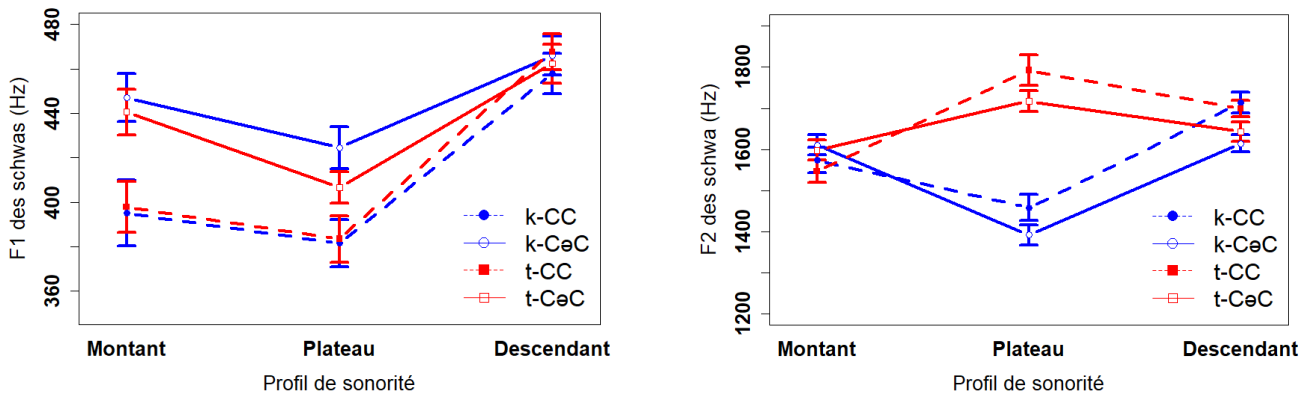 F1 des schwas (Hz)
480
440
400
360
k-CC
k-CəC
t-CC
t-CəC
Montant Plateau Descendant
Profil de sonorité
F2 des schwa (Hz)
1800
1600
1400
1200
k-CC
k-CəC
t-CC
t-CəC
Montant Plateau Descendant
Profil de sonorité